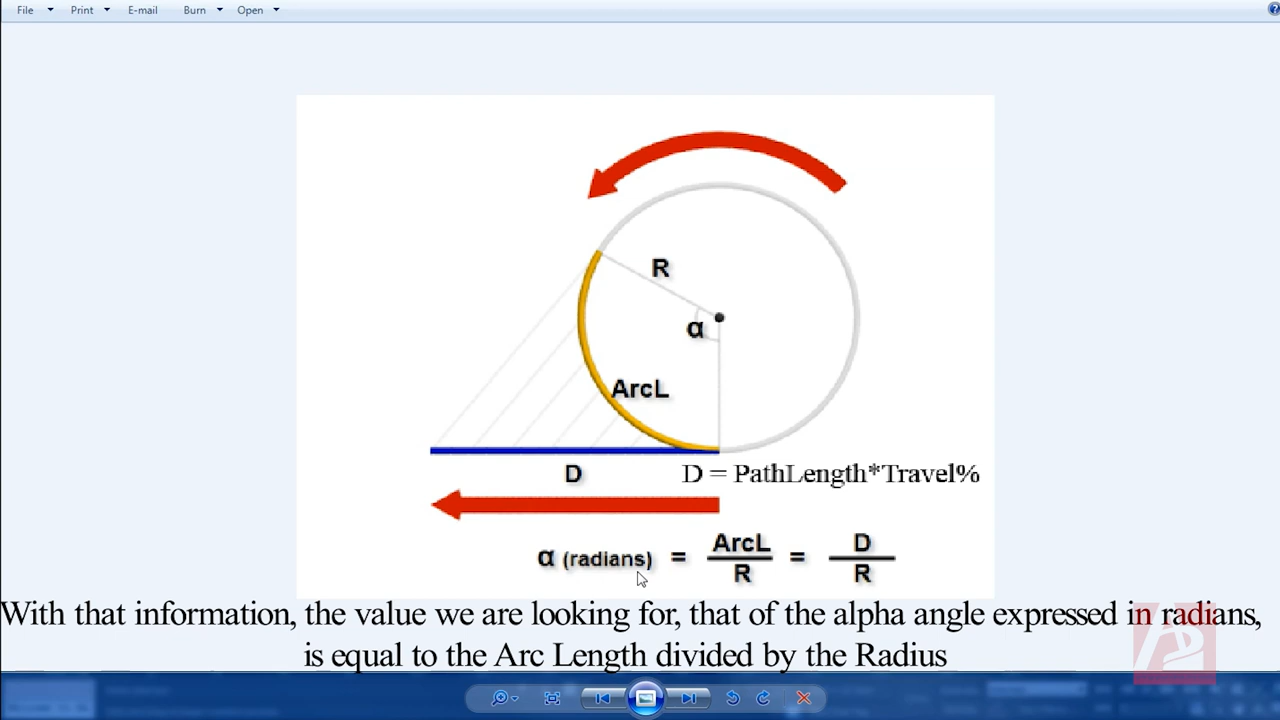 File Print E-mail Burn Open
R
α
ArcL
D
D = PathLength*Travel%
α (radians) = ArcL / R = D / R
With that information, the value we are looking for, that of the alpha angle expressed in radians,
is equal to the Arc Length divided by the Radius